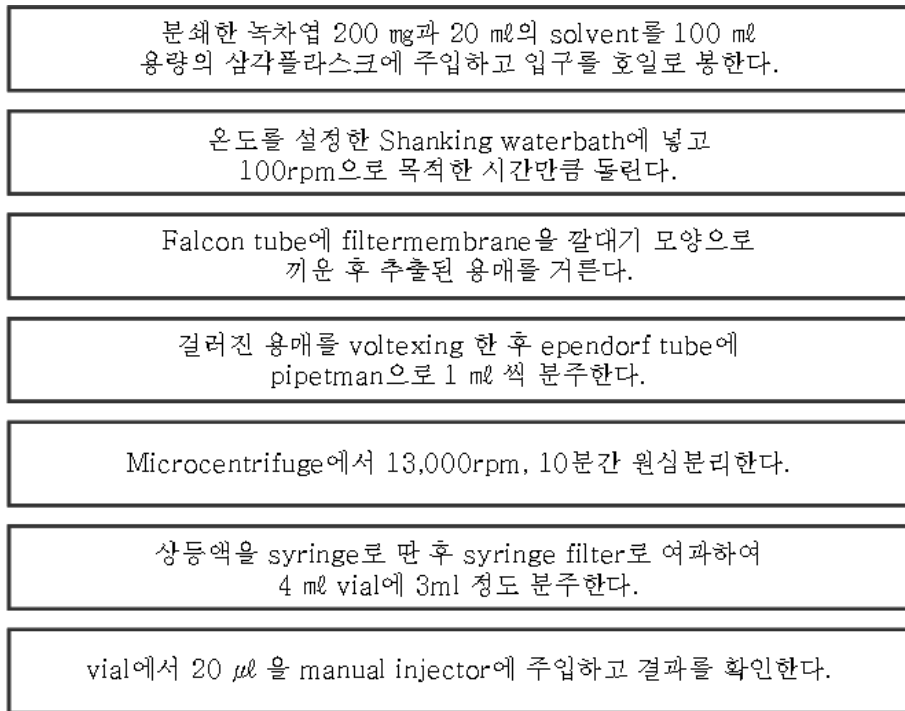 분쇄한 녹차엽 200 ㎎과 20 ㎖의 solvent를 100 ㎖
용량의 삼각플라스크에 주입하고 입구를 호일로 봉한다.
온도를 설정한 Shanking waterbath에 넣고
100rpm으로 목적한 시간만큼 돌린다.
Falcon tube에 filtermembrane을 깔대기 모양으로
끼운 후 추출된 용매를 거른다.
걸러진 용매를 voltexing 한 후 ependorf tube에
pipetman으로 1 ㎖ 씩 분주한다.
Microcentrifuge에서 13,000rpm, 10분간 원심분리한다.
상등액을 syringe로 딴 후 syringe filter로 여과하여
4 ㎖ vial에 3ml 정도 분주한다.
vial에서 20 ㎕ 을 manual injector에 주입하고 결과를 확인한다.